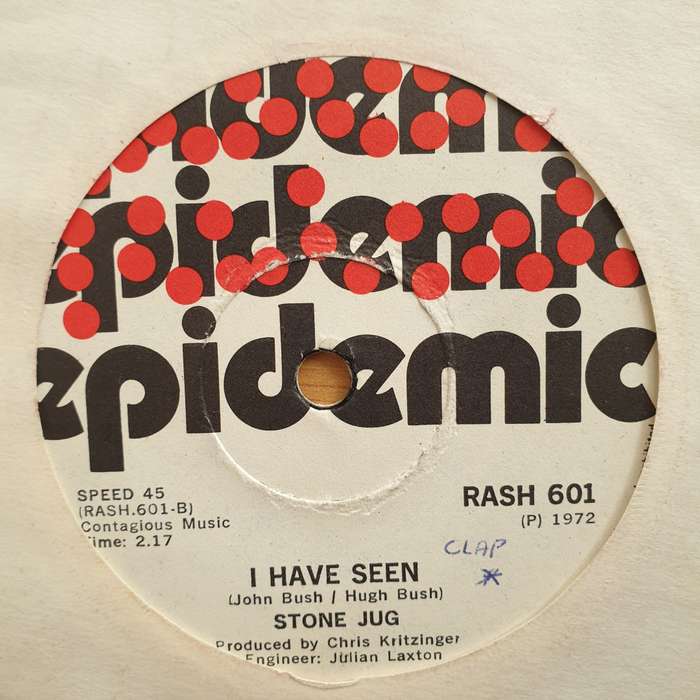 epidemic
epidemic
epidemic
SPEED 45
(RASH.601-B)
Contagious Music
Time: 2.17
RASH 601
(P) 1972
CLAP
*
I HAVE SEEN
(John Bush / Hugh Bush)
STONE JUG
Produced by Chris Kritzinger
Engineer: Julian Laxton